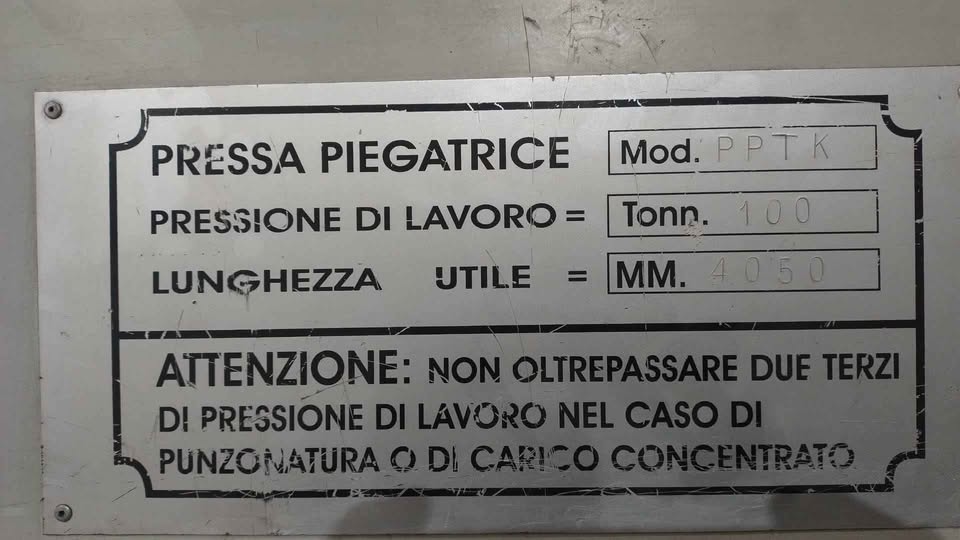 PRESSA PIEGATRICE Mod. PPTK
PRESSIONE DI LAVORO = Tonn. 100
LUNGHEZZA UTILE = MM. 4050
ATTENZIONE: NON OLTREPASSARE DUE TERZI
DI PRESSIONE DI LAVORO NEL CASO DI
PUNZONATURA O DI CARICO CONCENTRATO